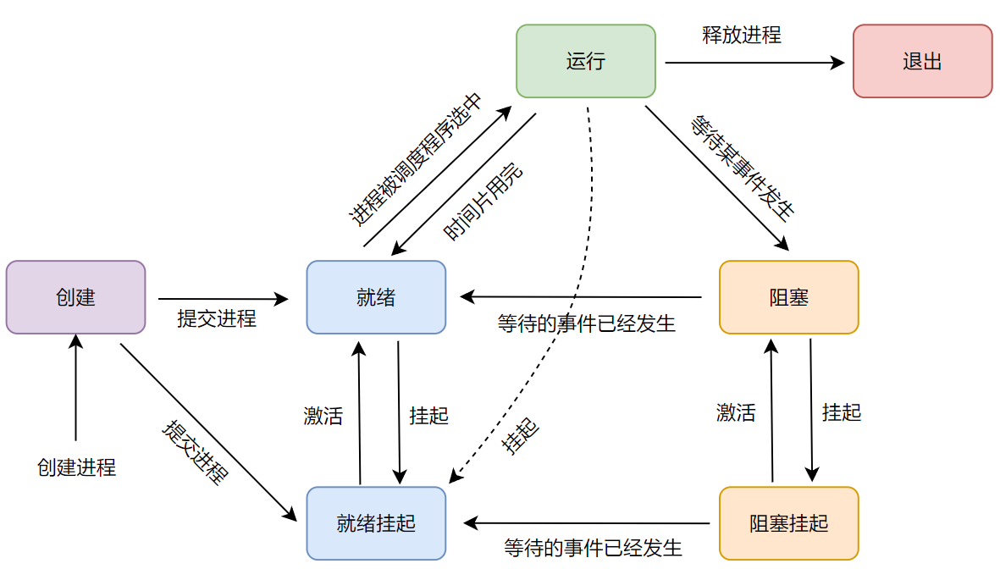 释放进程
运行
退出
进程被调度程序选中
时间片用完
等待某事件发生
创建
就绪
阻塞
提交进程
等待的事件已经发生
激活
挂起
挂起
激活
挂起
提交进程
创建进程
就绪挂起
阻塞挂起
等待的事件已经发生